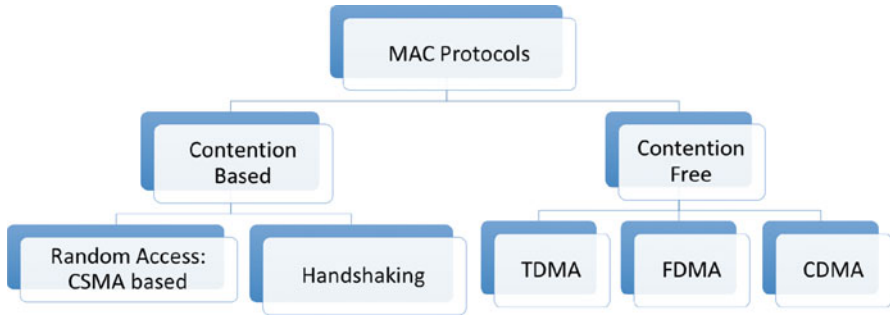 MAC Protocols
Contention
Based
Contention
Free
Random Access:
CSMA based
Handshaking
TDMA
FDMA
CDMA